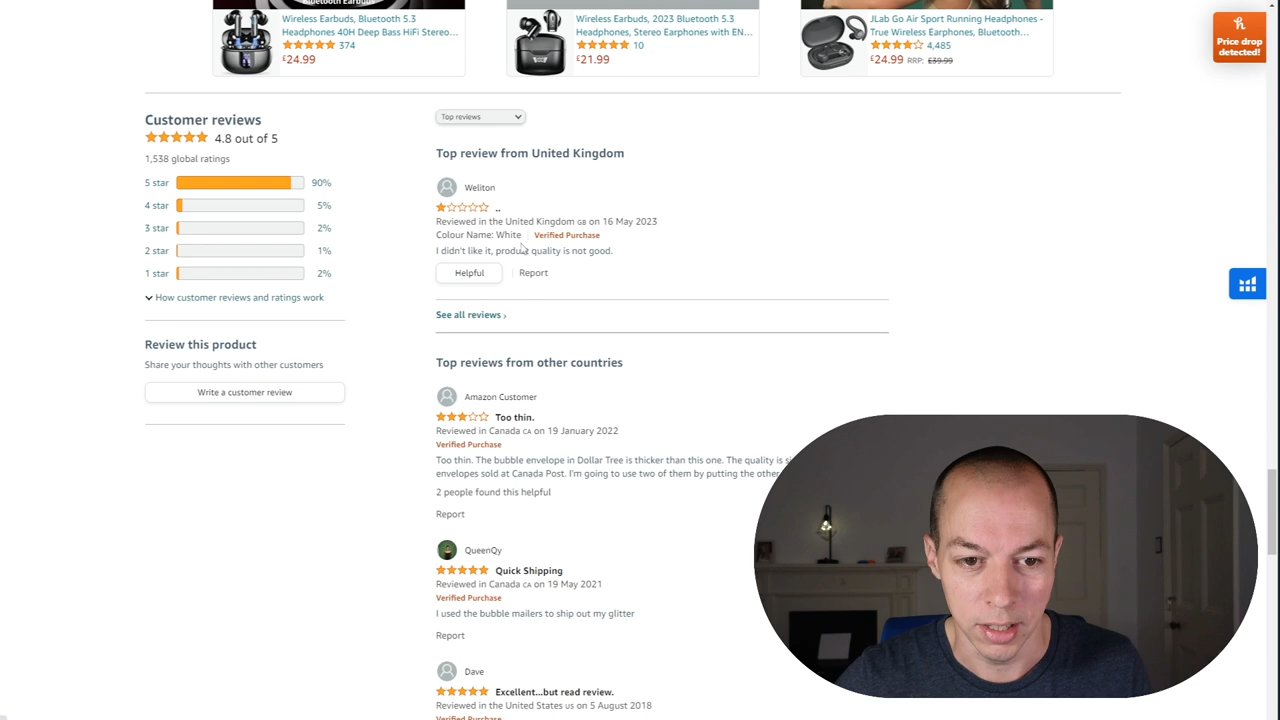 Bluetooth Earbuds
Wireless Earbuds, Bluetooth 5.3
Headphones 40H Deep Bass HiFi Stereo…
374
£24.99
Wireless Earbuds, 2023 Bluetooth 5.3
Headphones, Stereo Earphones with EN…
10
£21.99
JLab Go Air Sport Running Headphones -
True Wireless Earphones, Bluetooth…
4,485
£24.99 RRP: £39.99
Price drop
detected!
Customer reviews
4.8 out of 5
1,538 global ratings
5 star 90%
4 star 5%
3 star 2%
2 star 1%
1 star 2%
How customer reviews and ratings work
Review this product
Share your thoughts with other customers
Write a customer review
Top reviews
Top review from United Kingdom
Weliton
..
Reviewed in the United Kingdom GB on 16 May 2023
Colour Name: White Verified Purchase
I didn't like it, product quality is not good.
Helpful Report
See all reviews ›
Top reviews from other countries
Amazon Customer
Too thin.
Reviewed in Canada CA on 19 January 2022
Verified Purchase
Too thin. The bubble envelope in Dollar Tree is thicker than this one. The quality is
envelopes sold at Canada Post. I'm going to use two of them by putting the other
2 people found this helpful
Report
QueenQy
Quick Shipping
Reviewed in Canada CA on 19 May 2021
Verified Purchase
I used the bubble mailers to ship out my glitter
Report
Dave
Excellent...but read review.
Reviewed in the United States US on 5 August 2018
Verified Purchase